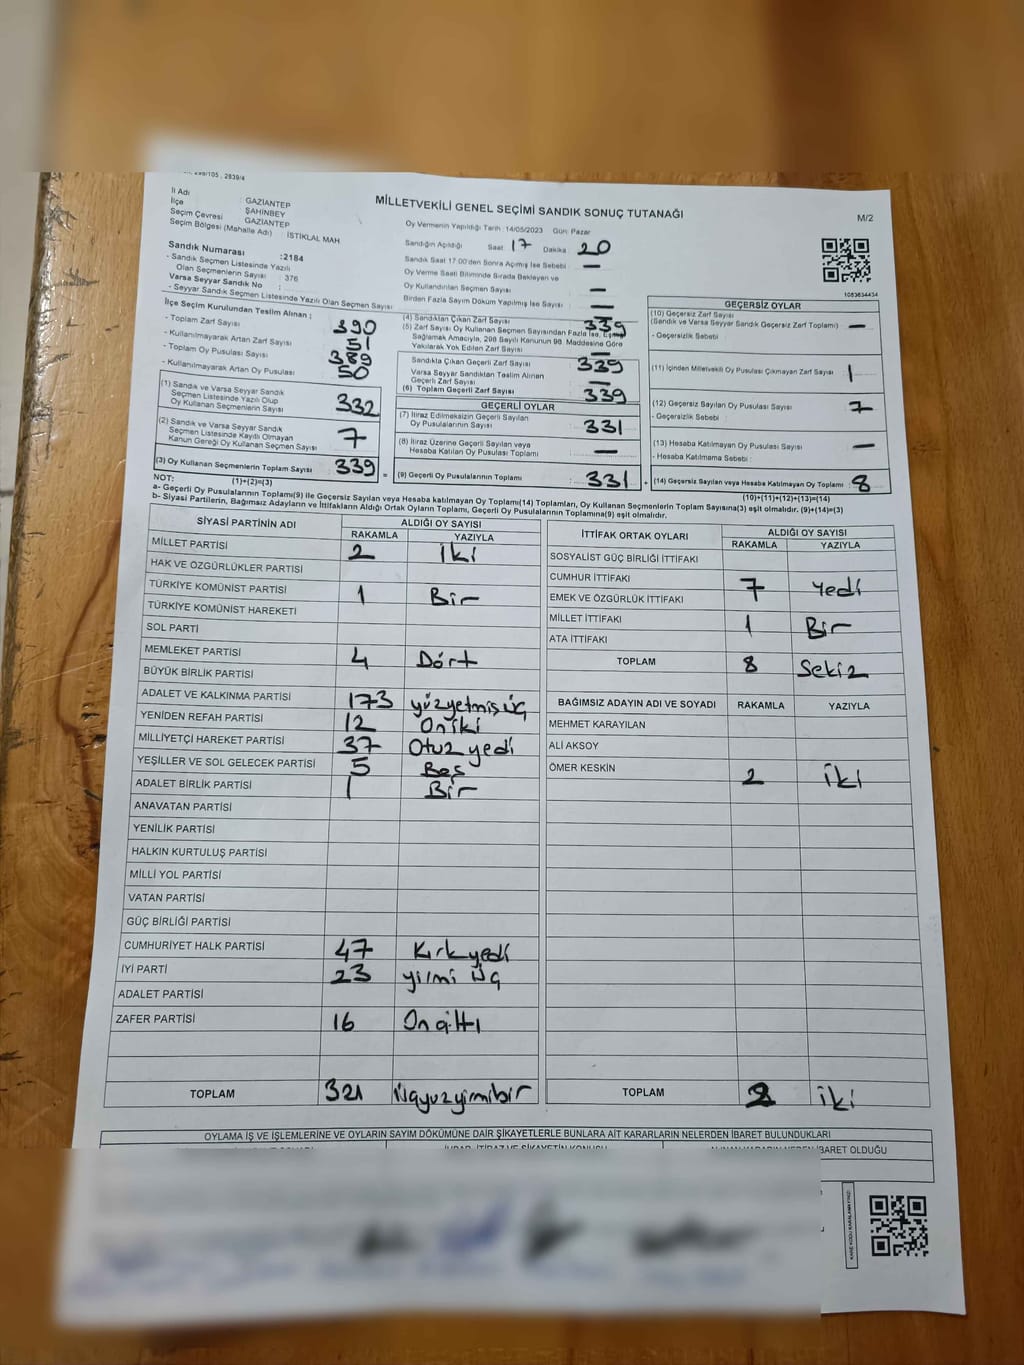 MİLLETVEKİLİ GENEL SEÇİMİ SANDIK SONUÇ TUTANAĞI
M/2
İl Adı : GAZİANTEP
İlçe : ŞAHİNBEY
Seçim Çevresi : GAZİANTEP
Seçim Bölgesi (Mahalle Adı) : İSTİKLAL MAH
Sandık Numarası :2184
- Sandık Seçmen Listesinde Yazılı
Olan Seçmenlerin Sayısı : 376
Varsa Seyyar Sandık No :
- Seyyar Sandık Seçmen Listesinde Yazılı Olan Seçmen Sayısı
Oy Vermenin Yapıldığı Tarih 14/05/2023 Gün: Pazar
Sandığın Açıldığı Saat 17 Dakika 20
Sandık Saat 17:00'den Sonra Açılmış İse Sebebi —
Oy Verme Saati Bitiminde Sırada Bekleyen ve
Oy Kullandırılan Seçmen Sayısı —
Birden Fazla Sayım Döküm Yapılmış İse Sayısı —
1083634434
İlçe Seçim Kurulundan Teslim Alınan ;
- Toplam Zarf Sayısı 390
- Kullanılmayarak Artan Zarf Sayısı 51
- Toplam Oy Pusulası Sayısı 389
- Kullanılmayarak Artan Oy Pusulası 50
(1) Sandık ve Varsa Seyyar Sandık
Seçmen Listesinde Yazılı Olup
Oy Kullanan Seçmenlerin Sayısı 332
(2) Sandık ve Varsa Seyyar Sandık
Seçmen Listesinde Kayıtlı Olmayan
Kanun Gereği Oy Kullanan Seçmen Sayısı 7
(3) Oy Kullanan Seçmenlerin Toplam Sayısı 339
(4) Sandıktan Çıkan Zarf Sayısı 339
(5) Zarf Sayısı Oy Kullanan Seçmen Sayısından Fazla İse, Eşitliği
Sağlamak Amacıyla, 298 Sayılı Kanunun 98. Maddesine Göre
Yakılarak Yok Edilen Zarf Sayısı —
Sandıkta Çıkan Geçerli Zarf Sayısı 339
Varsa Seyyar Sandıktan Teslim Alınan
Geçerli Zarf Sayısı —
(6) Toplam Geçerli Zarf Sayısı 339
GEÇERLİ OYLAR
(7) İtiraz Edilmeksizin Geçerli Sayılan
Oy Pusulalarının Sayısı : 331
(8) İtiraz Üzerine Geçerli Sayılan veya
Hesaba Katılan Oy Pusulası Toplamı : —
= (9) Geçerli Oy Pusulalarının Toplamı : 331
GEÇERSİZ OYLAR
(10) Geçersiz Zarf Sayısı
(Sandık ve Varsa Seyyar Sandık Geçersiz Zarf Toplamı) —
- Geçersizlik Sebebi :
(11) İçinden Milletvekili Oy Pusulası Çıkmayan Zarf Sayısı 1
(12) Geçersiz Sayılan Oy Pusulası Sayısı 7
- Geçersizlik Sebebi :
(13) Hesaba Katılmayan Oy Pusulası Sayısı —
- Hesaba Katılmama Sebebi :
+ (14) Geçersiz Sayılan veya Hesaba Katılmayan Oy Toplamı : 8
NOT: (1)+(2)=(3) (10)+(11)+(12)+(13)=(14)
a- Geçerli Oy Pusulalarının Toplamı(9) ile Geçersiz Sayılan veya Hesaba katılmayan Oy Toplamı(14) Toplamları, Oy Kullanan Seçmenlerin Toplam Sayısına(3) eşit olmalıdır. (9)+(14)=(3)
b- Siyasi Partilerin, Bağımsız Adayların ve İttifakların Aldığı Ortak Oyların Toplamı, Geçerli Oy Pusulalarının Toplamına(9) eşit olmalıdır.
SİYASİ PARTİNİN ADI ALDIĞI OY SAYISI
RAKAMLA YAZIYLA
MİLLET PARTİSİ 2 iki
HAK VE ÖZGÜRLÜKLER PARTİSİ
TÜRKİYE KOMÜNİST PARTİSİ 1 Bir
TÜRKİYE KOMÜNİST HAREKETİ
SOL PARTİ
MEMLEKET PARTİSİ 4 Dört
BÜYÜK BİRLİK PARTİSİ
ADALET VE KALKINMA PARTİSİ 173 yüzyetmişüç
YENİDEN REFAH PARTİSİ 12 Oniki
MİLLİYETÇİ HAREKET PARTİSİ 37 Otuzyedi
YEŞİLLER VE SOL GELECEK PARTİSİ 5 Beş
ADALET BİRLİK PARTİSİ 1 Bir
ANAVATAN PARTİSİ
YENİLİK PARTİSİ
HALKIN KURTULUŞ PARTİSİ
MİLLİ YOL PARTİSİ
VATAN PARTİSİ
GÜÇ BİRLİĞİ PARTİSİ
CUMHURİYET HALK PARTİSİ 47 Kırkyedi
İYİ PARTİ 23 yirmi üç
ADALET PARTİSİ
ZAFER PARTİSİ 16 Onaltı
TOPLAM 321 üçyuzyirmibir
İTTİFAK ORTAK OYLARI ALDIĞI OY SAYISI
RAKAMLA YAZIYLA
SOSYALİST GÜÇ BİRLİĞİ İTTİFAKI
CUMHUR İTTİFAKI 7 yedi
EMEK VE ÖZGÜRLÜK İTTİFAKI
MİLLET İTTİFAKI 1 Bir
ATA İTTİFAKI
TOPLAM 8 Sekiz
BAĞIMSIZ ADAYIN ADI VE SOYADI RAKAMLA YAZIYLA
MEHMET KARAYILAN
ALİ AKSOY
ÖMER KESKİN 2 iki
TOPLAM 2 iki
OYLAMA İŞ VE İŞLEMLERİNE VE OYLARIN SAYIM DÖKÜMÜNE DAİR ŞİKAYETLERLE BUNLARA AİT KARARLARIN NELERDEN İBARET BULUNDUKLARI